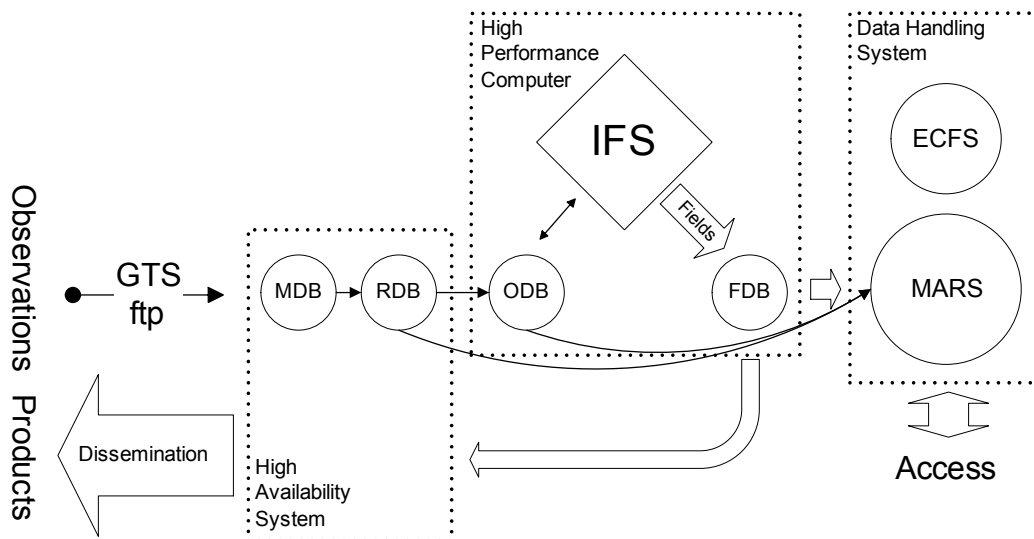 High
Performance
Computer
Data Handling
System
IFS
ECFS
Fields
Observations
GTS
ftp
MDB
RDB
ODB
FDB
MARS
Products
Dissemination
High
Availability
System
Access